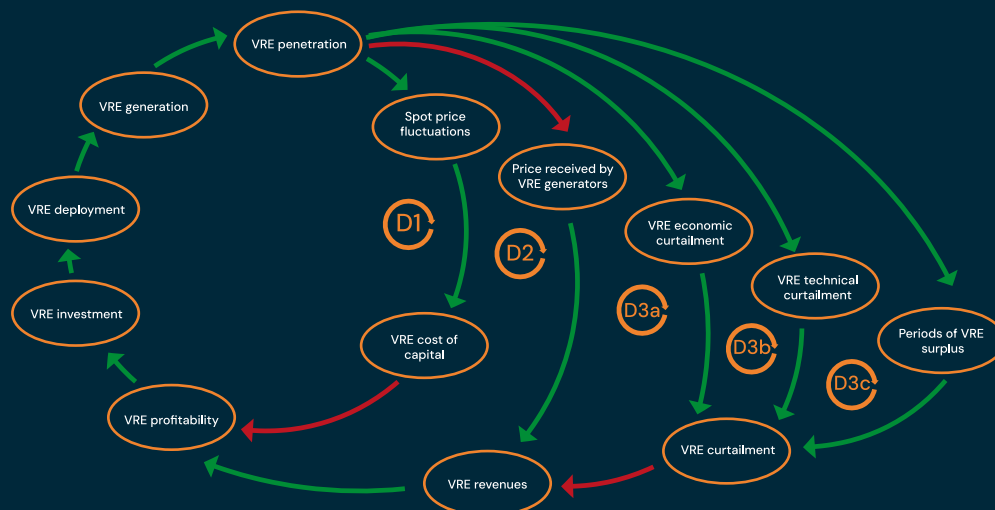 VRE penetration
VRE generation
Spot price
fluctuations
Price received by
VRE generators
VRE deployment
D1
D2
VRE economic
curtailment
VRE technical
curtailment
VRE investment
D3a
VRE cost of
capital
D3b
Periods of VRE
surplus
D3c
VRE profitability
VRE curtailment
VRE revenues